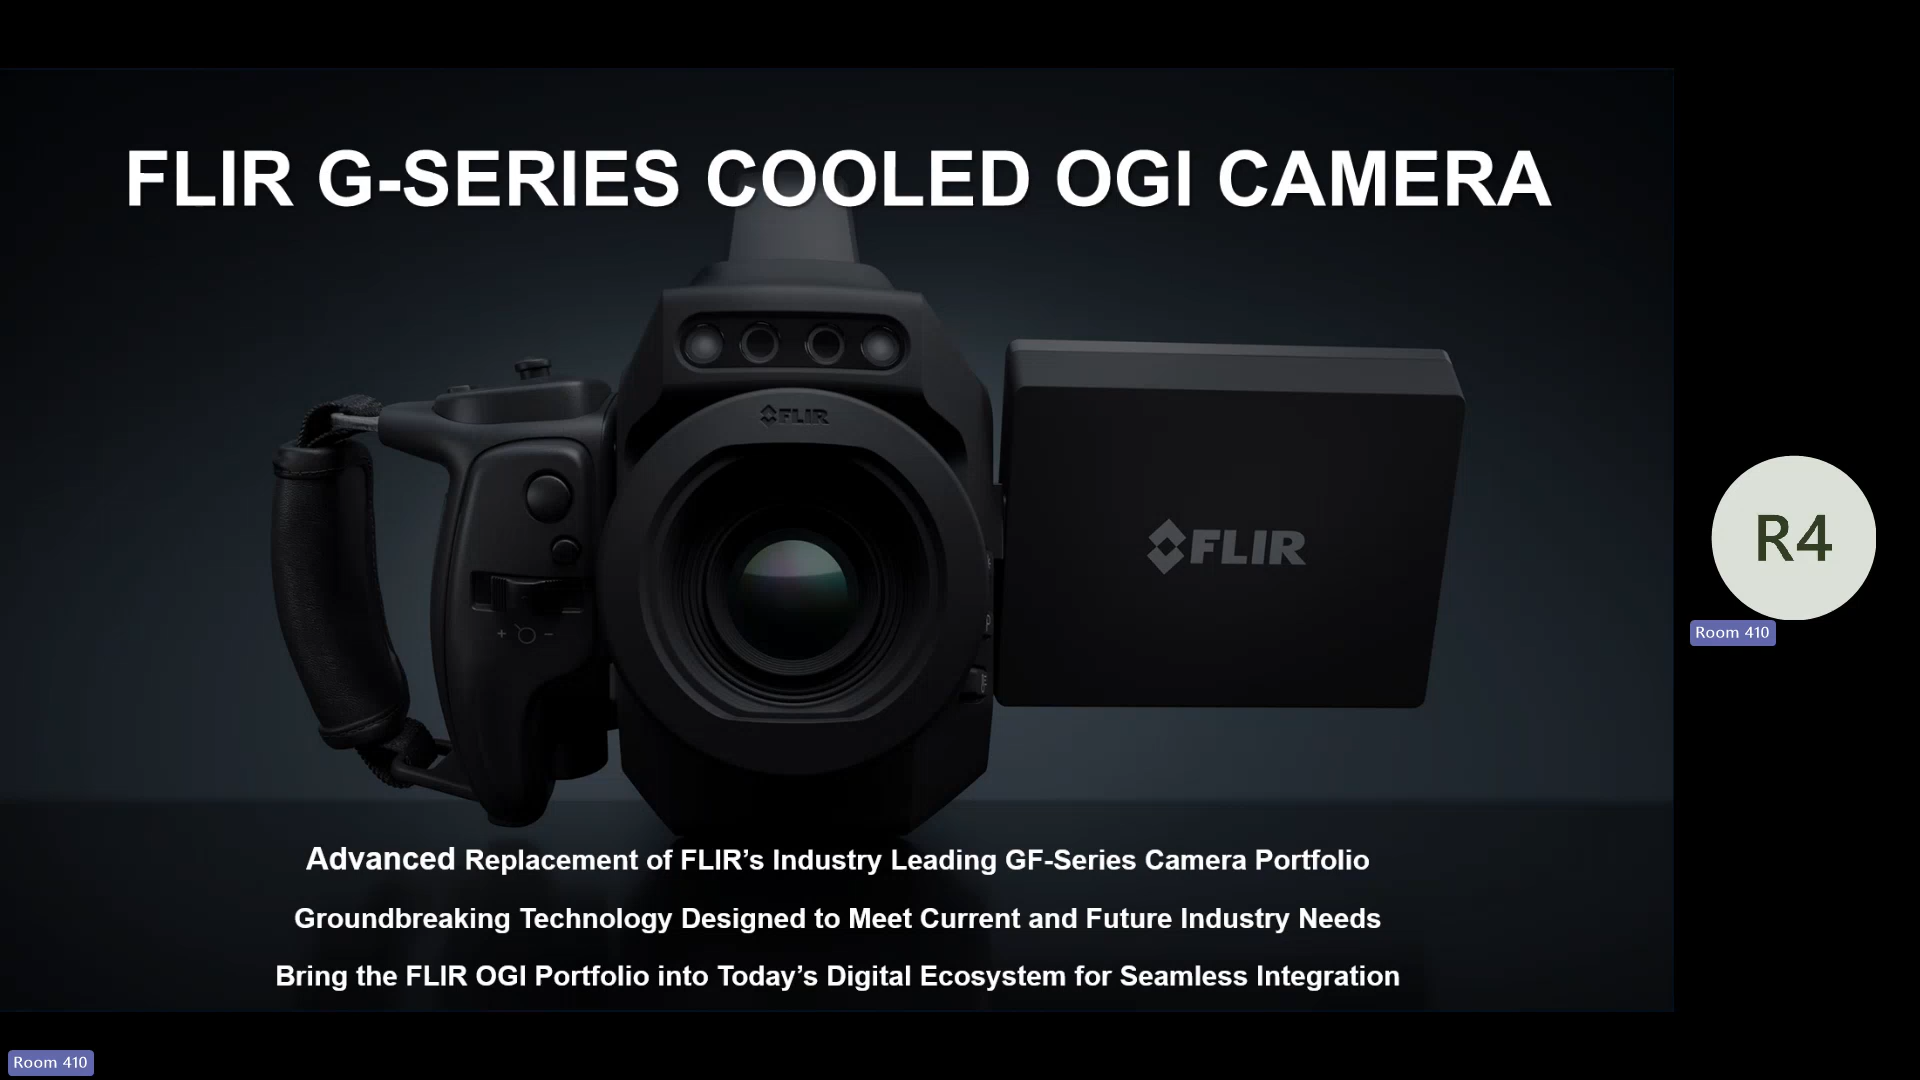 FLIR G-SERIES COOLED OGI CAMERA
FLIR
FLIR
+ -
Advanced Replacement of FLIR’s Industry Leading GF-Series Camera Portfolio
Groundbreaking Technology Designed to Meet Current and Future Industry Needs
Bring the FLIR OGI Portfolio into Today’s Digital Ecosystem for Seamless Integration
R4
Room 410
Room 410